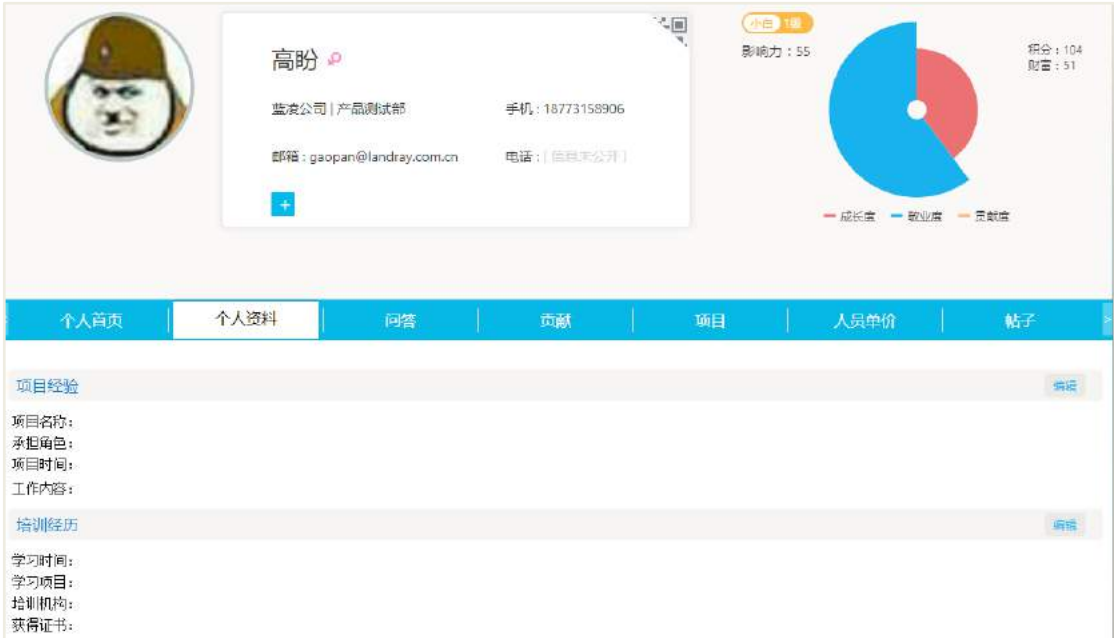 高盼
蓝凌公司 | 产品测试部
手机 : 18773158906
邮箱 : gaopan@landray.com.cn
电话 : [ 信息未公开 ]
+
小白 1级
影响力 : 55
积分 : 104
财富 : 51
成长度 敬业度 贡献度
个人首页 个人资料 问答 贡献 项目 人员单价 帖子 >
项目经验 编辑
项目名称:
承担角色:
项目时间:
工作内容:
培训经历 编辑
学习时间:
学习项目:
培训机构:
获得证书: